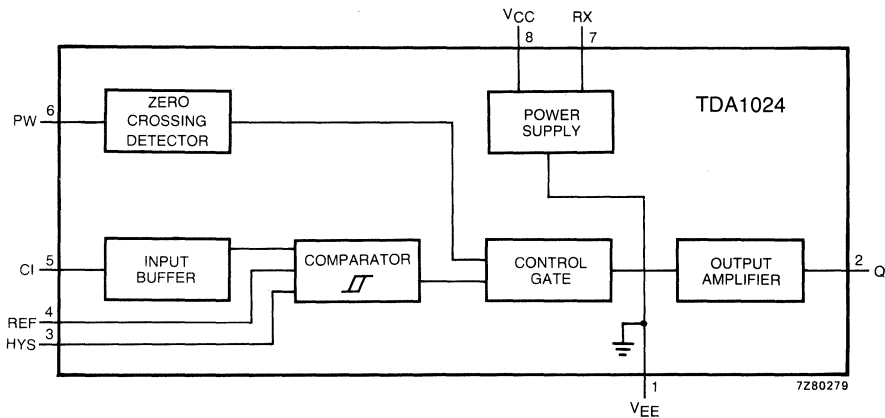 VCC RX
8 7
TDA1024
ZERO
CROSSING
DETECTOR
6
PW
POWER
SUPPLY
INPUT
BUFFER
COMPARATOR
CONTROL
GATE
OUTPUT
AMPLIFIER
5
CI
2
Q
4
REF
3
HYS
1
7Z80279
VEE